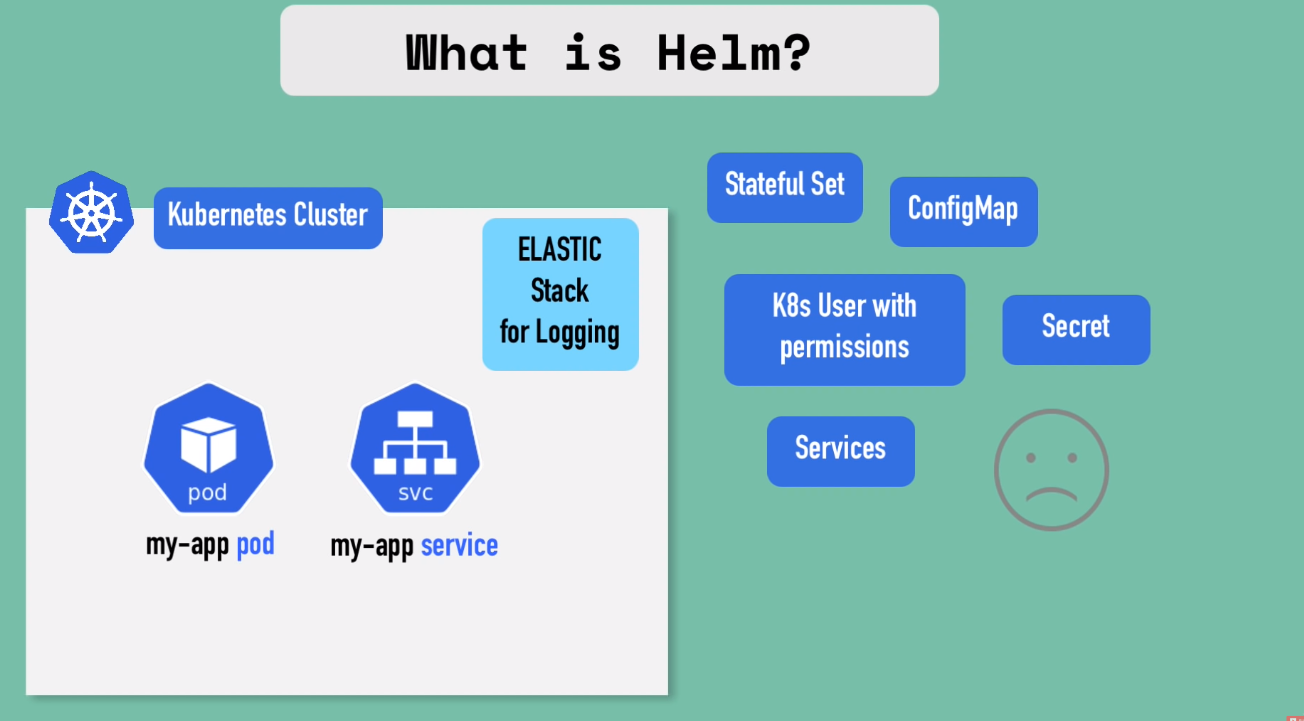 What is Helm?
Kubernetes Cluster
ELASTIC
Stack
for Logging
pod
my-app pod
svc
my-app service
Stateful Set
ConfigMap
K8s User with
permissions
Secret
Services